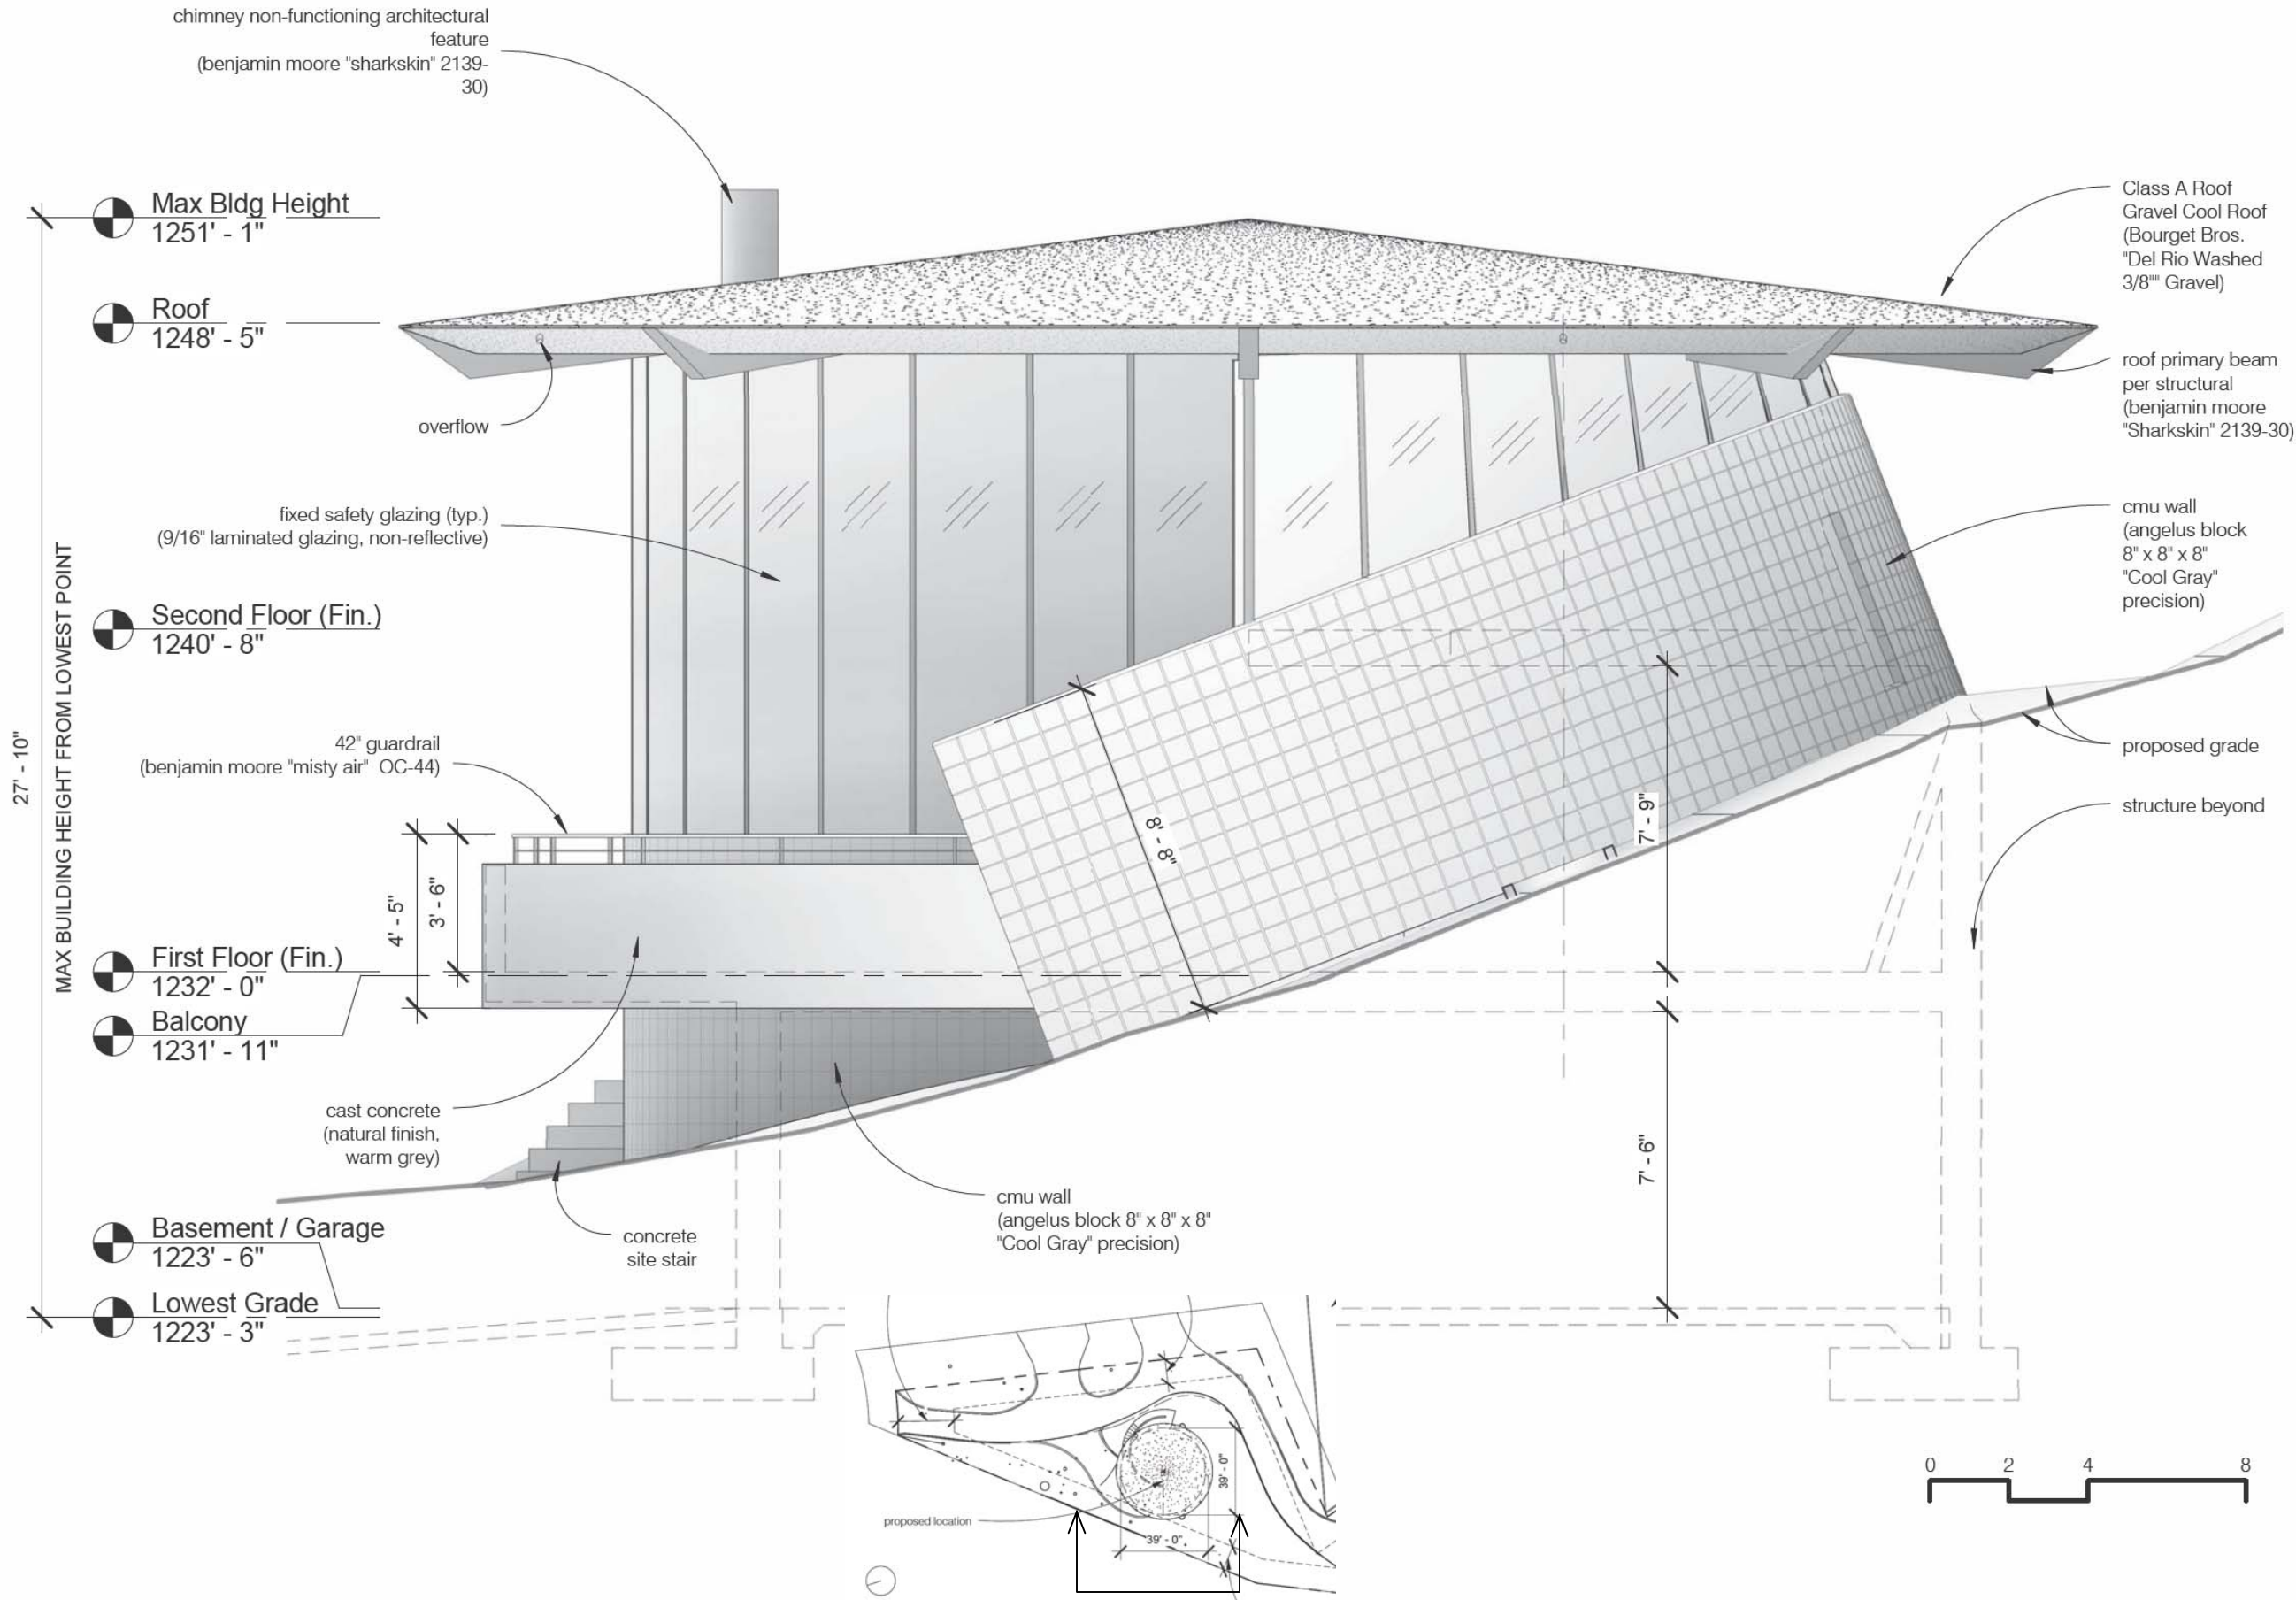 chimney non-functioning architectural
feature
(benjamin moore "sharkskin" 2139-
30)
Max Bldg Height
1251' - 1"
Roof
1248' - 5"
Class A Roof
Gravel Cool Roof
(Bourget Bros.
"Del Rio Washed
3/8"" Gravel)
roof primary beam
per structural
(benjamin moore
"Sharkskin" 2139-30)
overflow
fixed safety glazing (typ.)
(9/16" laminated glazing, non-reflective)
cmu wall
(angelus block
8" x 8" x 8"
"Cool Gray"
precision)
Second Floor (Fin.)
1240' - 8"
27' - 10"
MAX BUILDING HEIGHT FROM LOWEST POINT
42" guardrail
(benjamin moore "misty air" OC-44)
proposed grade
structure beyond
8' - 8"
7' - 9"
4' - 5"
3' - 6"
First Floor (Fin.)
1232' - 0"
Balcony
1231' - 11"
cast concrete
(natural finish,
warm grey)
7' - 6"
cmu wall
(angelus block 8" x 8" x 8"
"Cool Gray" precision)
concrete
site stair
Basement / Garage
1223' - 6"
Lowest Grade
1223' - 3"
39' - 0"
proposed location
39' - 0"
0 2 4 8